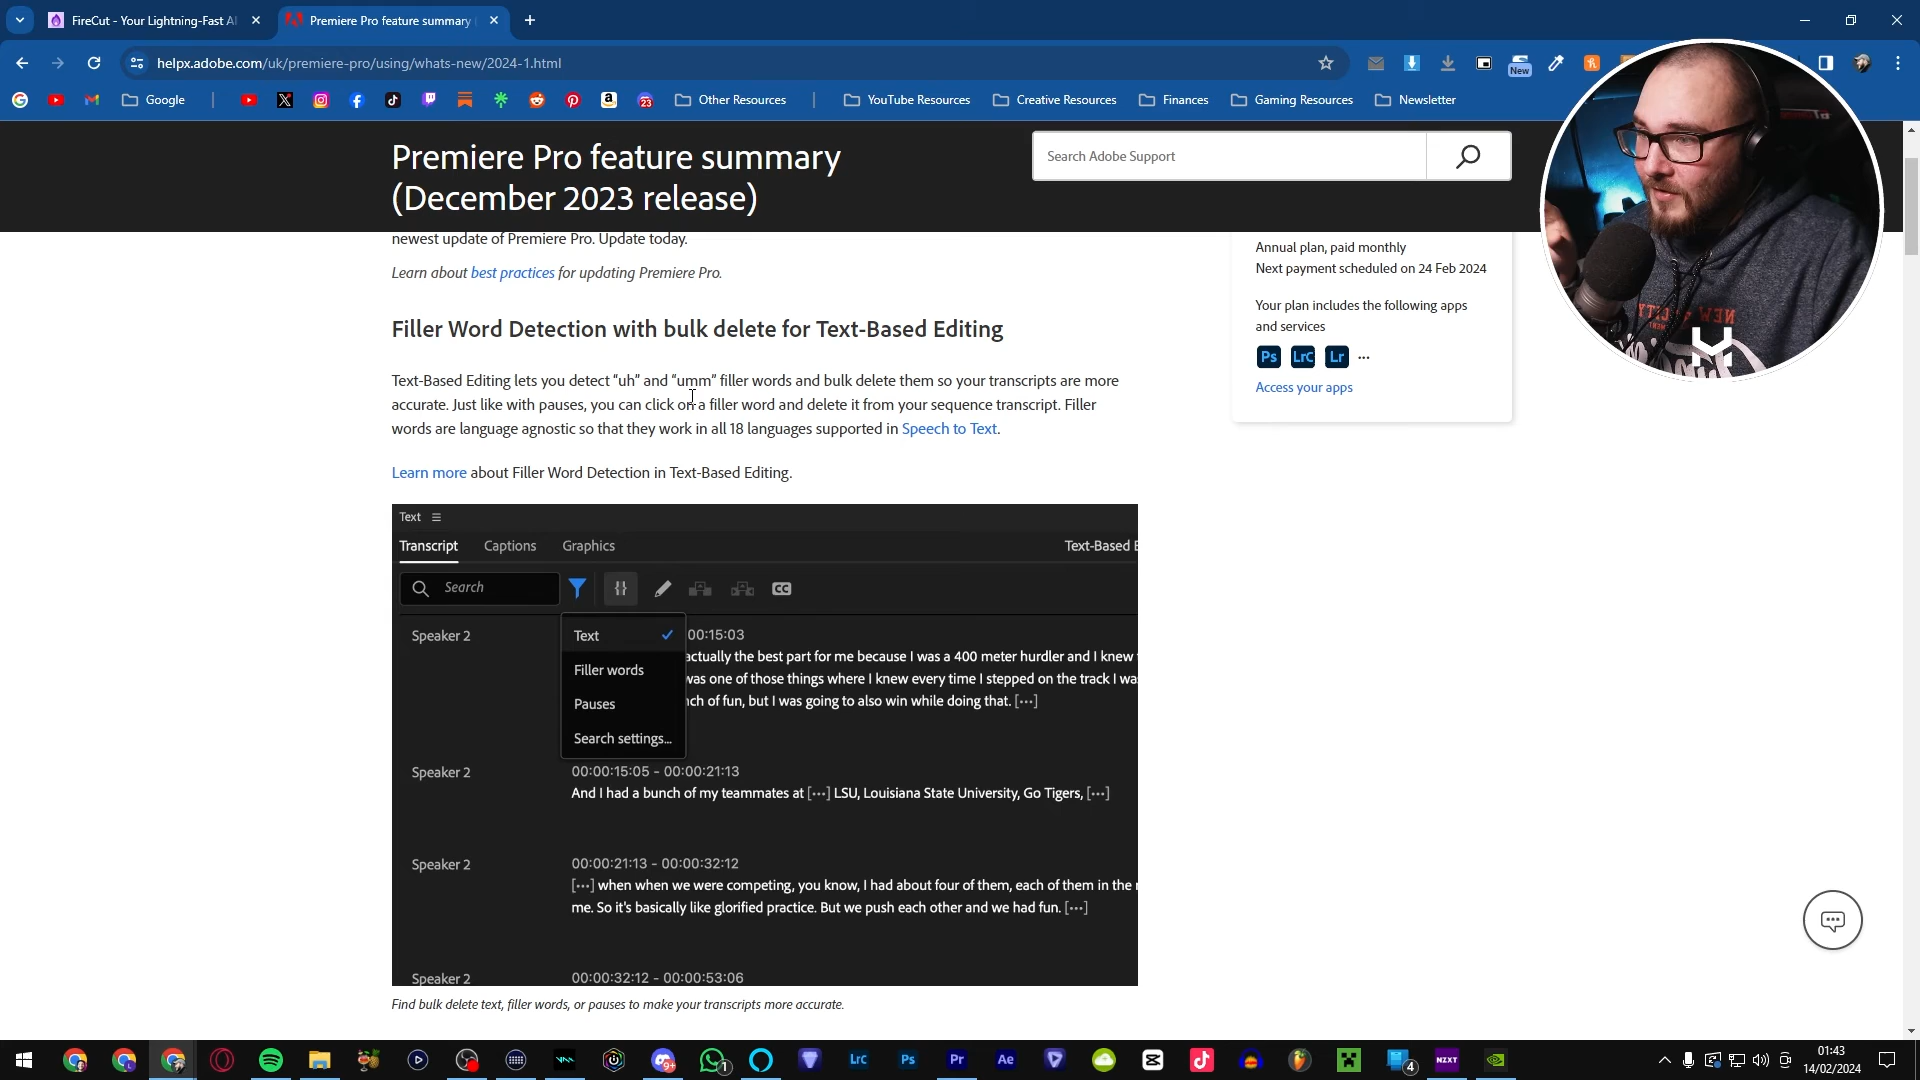 FireCut - Your Lightning-Fast AI
Premiere Pro feature summary
helpx.adobe.com/uk/premiere-pro/using/whats-new/2024-1.html
New
Google
23
Other Resources
YouTube Resources
Creative Resources
Finances
Gaming Resources
Newsletter
Premiere Pro feature summary
(December 2023 release)
Search Adobe Support
newest update of Premiere Pro. Update today.
Learn about best practices for updating Premiere Pro.
Annual plan, paid monthly
Next payment scheduled on 24 Feb 2024
Your plan includes the following apps
and services
Ps LrC Lr ...
Access your apps
Filler Word Detection with bulk delete for Text-Based Editing
Text-Based Editing lets you detect “uh” and “umm” filler words and bulk delete them so your transcripts are more
accurate. Just like with pauses, you can click on a filler word and delete it from your sequence transcript. Filler
words are language agnostic so that they work in all 18 languages supported in Speech to Text.
Learn more about Filler Word Detection in Text-Based Editing.
Text
Transcript Captions Graphics Text-Based E
Search
CC
Speaker 2 00:15:03
Text
Filler words
Pauses
Search settings...
actually the best part for me because I was a 400 meter hurdler and I knew
was one of those things where I knew every time I stepped on the track I wa
ch of fun, but I was going to also win while doing that. [...]
Speaker 2 00:00:15:05 - 00:00:21:13
And I had a bunch of my teammates at [...] LSU, Louisiana State University, Go Tigers, [...]
Speaker 2 00:00:21:13 - 00:00:32:12
[...] when when we were competing, you know, I had about four of them, each of them in the
me. So it's basically like glorified practice. But we push each other and we had fun. [...]
Speaker 2 00:00:32:12 - 00:00:53:06
Find bulk delete text, filler words, or pauses to make your transcripts more accurate.
9+
1
LrC
Ps
Pr
Ae
4
NZXT
01:43
14/02/2024